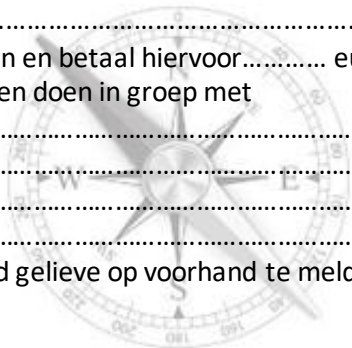 ……………………………………………
n en betaal hiervoor………… eu
en doen in groep met
……………………………………………
……………………………………………
……………………………………………
……………………………………………
d gelieve op voorhand te meld
N
W E
S